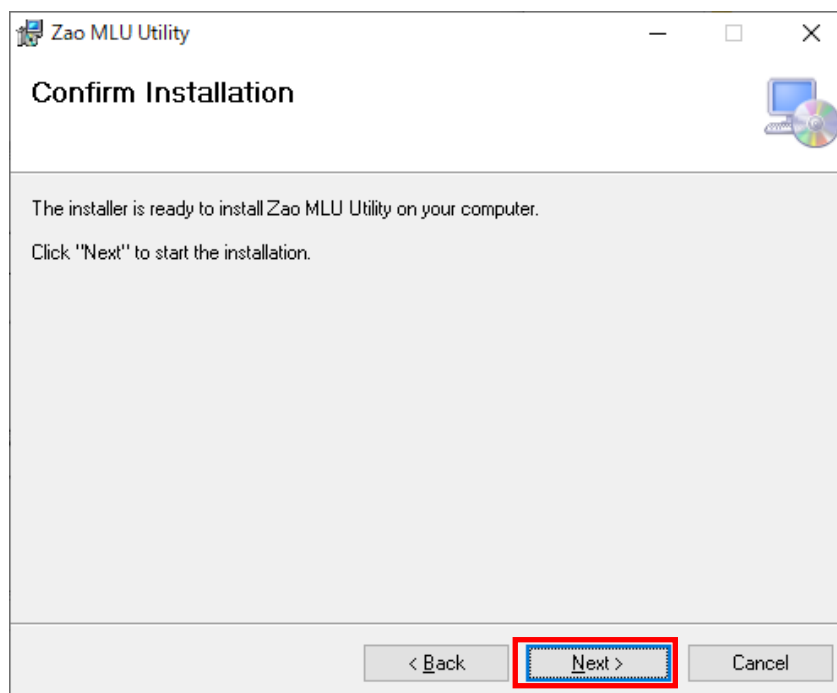 Zao MLU Utility
Confirm Installation
The installer is ready to install Zao MLU Utility on your computer.
Click "Next" to start the installation.
< Back
Next >
Cancel